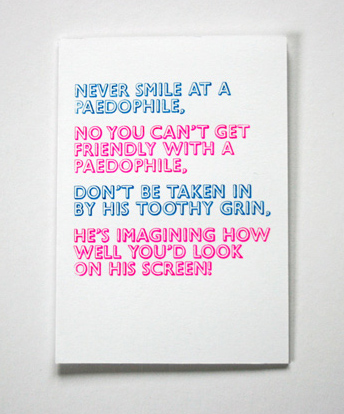 NEVER SMILE AT A
PAEDOPHILE,
NO YOU CAN'T GET
FRIENDLY WITH A
PAEDOPHILE,
DON'T BE TAKEN IN
BY HIS TOOTHY GRIN,
HE'S IMAGINING HOW
WELL YOU'D LOOK
ON HIS SCREEN!